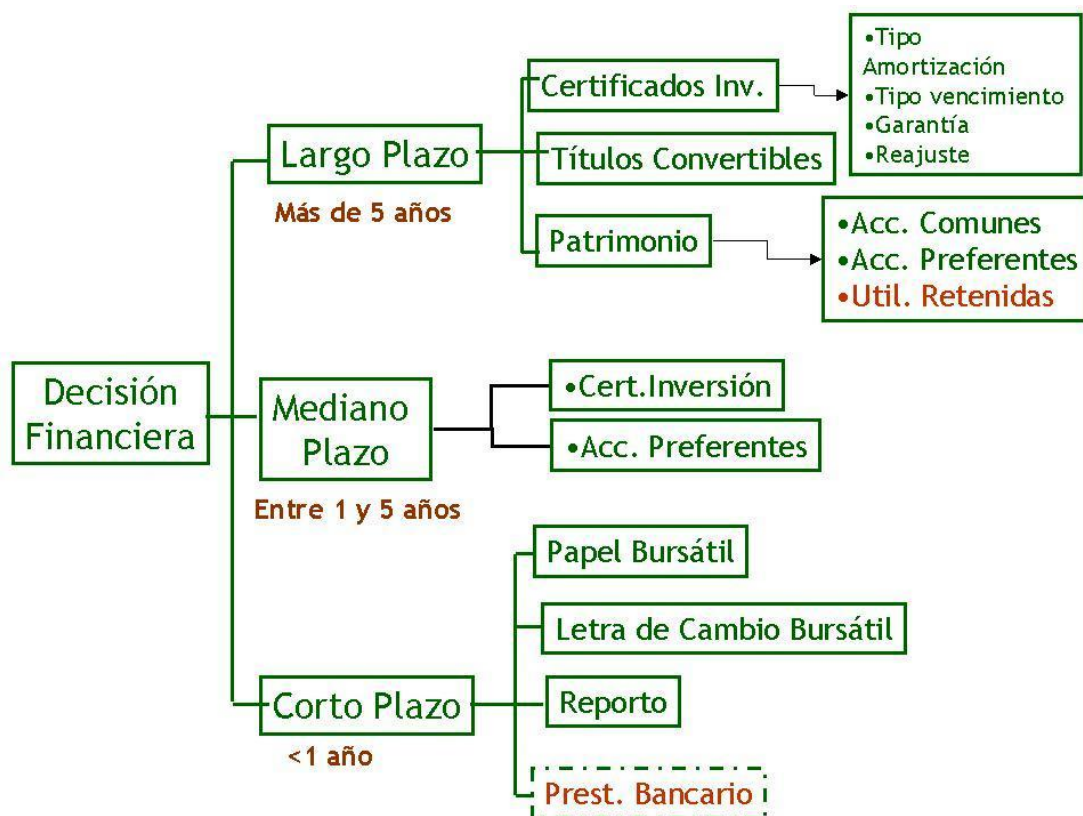 Decisión
Financiera
Largo Plazo
Más de 5 años
Certificados Inv.
•Tipo
Amortización
•Tipo vencimiento
•Garantía
•Reajuste
Títulos Convertibles
Patrimonio
•Acc. Comunes
•Acc. Preferentes
•Util. Retenidas
Mediano
Plazo
Entre 1 y 5 años
•Cert.Inversión
•Acc. Preferentes
Corto Plazo
<1 año
Papel Bursátil
Letra de Cambio Bursátil
Reporto
Prest. Bancario